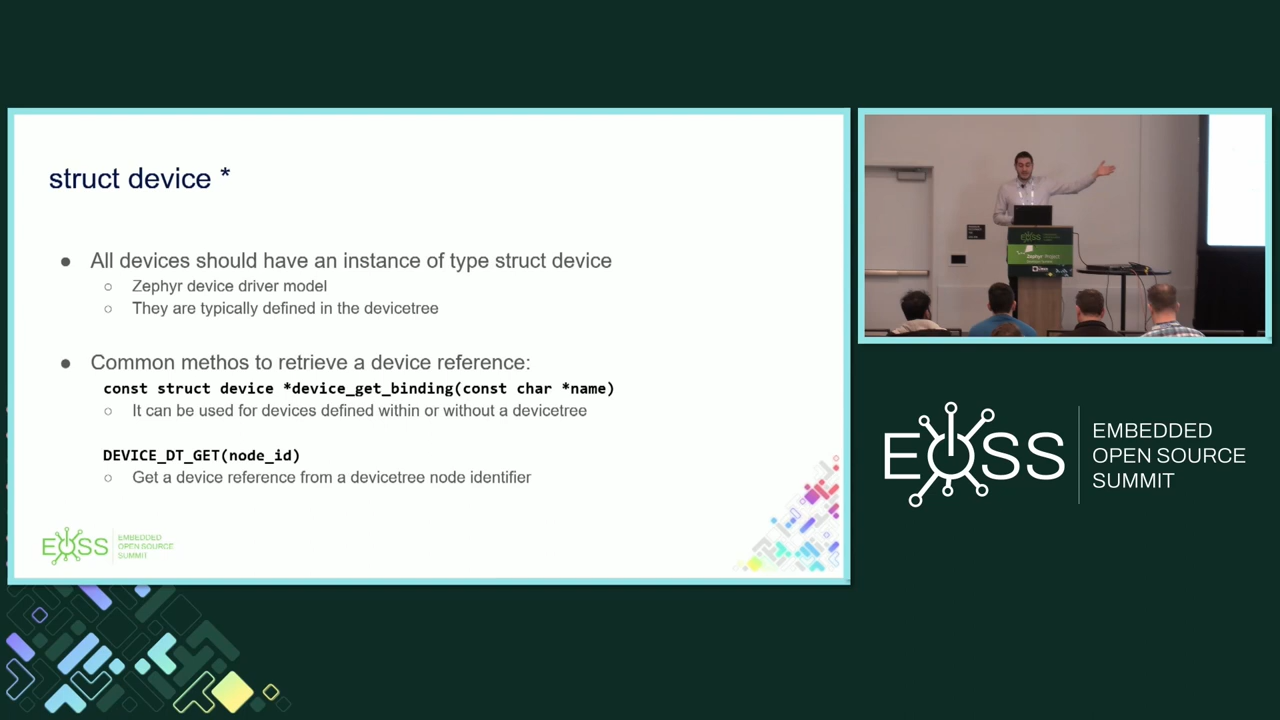 struct device *
● All devices should have an instance of type struct device
○ Zephyr device driver model
○ They are typically defined in the devicetree
● Common methos to retrieve a device reference:
const struct device *device_get_binding(const char *name)
○ It can be used for devices defined within or without a devicetree
DEVICE_DT_GET(node_id)
○ Get a device reference from a devicetree node identifier
EOSS
EMBEDDED
OPEN SOURCE
SUMMIT
EOSS
Zephyr Project
EOSS
EMBEDDED
OPEN SOURCE
SUMMIT